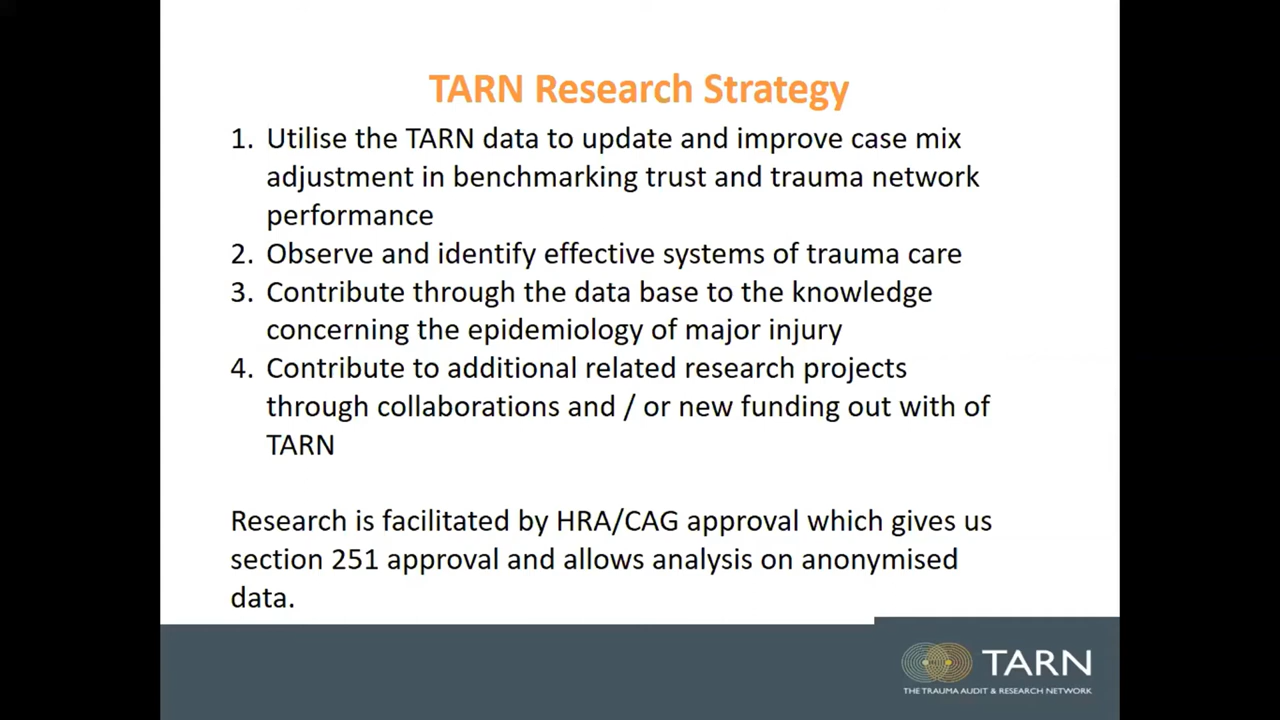 TARN Research Strategy
1. Utilise the TARN data to update and improve case mix
adjustment in benchmarking trust and trauma network
performance
2. Observe and identify effective systems of trauma care
3. Contribute through the data base to the knowledge
concerning the epidemiology of major injury
4. Contribute to additional related research projects
through collaborations and / or new funding out with of
TARN
Research is facilitated by HRA/CAG approval which gives us
section 251 approval and allows analysis on anonymised
data.
TARN
THE TRAUMA AUDIT & RESEARCH NETWORK